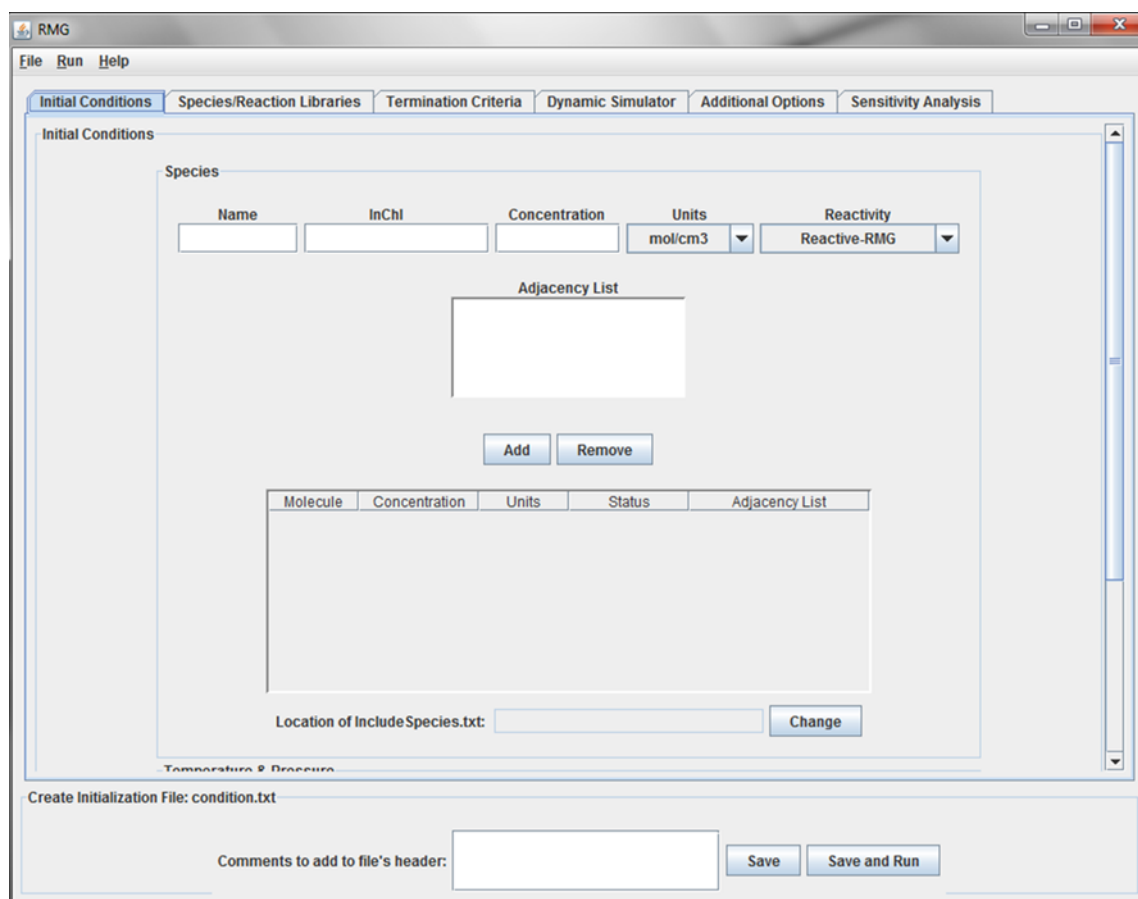 RMG
File Run Help
Initial Conditions Species/Reaction Libraries Termination Criteria Dynamic Simulator Additional Options Sensitivity Analysis
Initial Conditions
Species
Name InChI Concentration Units Reactivity
mol/cm3 Reactive-RMG
Adjacency List
Add Remove
Molecule Concentration Units Status Adjacency List
Location of IncludeSpecies.txt: Change
Temperature & Pressure
Create Initialization File: condition.txt
Comments to add to file's header: Save Save and Run